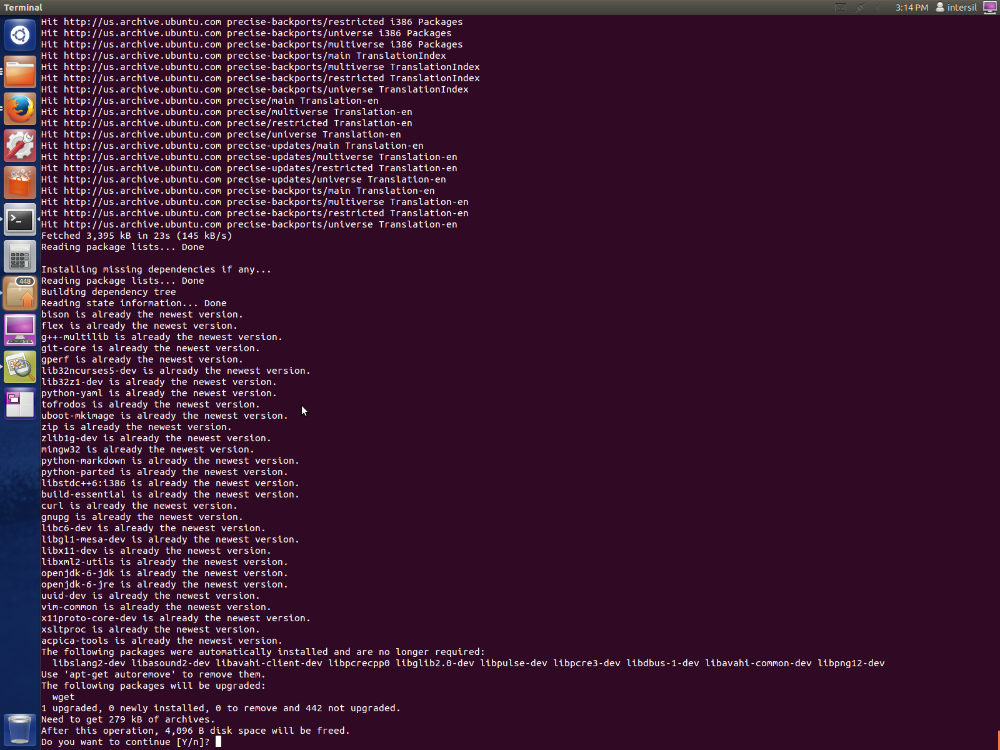 Terminal
3:14 PM intersil
Hit http://us.archive.ubuntu.com precise-backports/restricted i386 Packages
Hit http://us.archive.ubuntu.com precise-backports/universe i386 Packages
Hit http://us.archive.ubuntu.com precise-backports/multiverse i386 Packages
Hit http://us.archive.ubuntu.com precise-backports/main TranslationIndex
Hit http://us.archive.ubuntu.com precise-backports/multiverse TranslationIndex
Hit http://us.archive.ubuntu.com precise-backports/restricted TranslationIndex
Hit http://us.archive.ubuntu.com precise-backports/universe TranslationIndex
Hit http://us.archive.ubuntu.com precise/main Translation-en
Hit http://us.archive.ubuntu.com precise/multiverse Translation-en
Hit http://us.archive.ubuntu.com precise/restricted Translation-en
Hit http://us.archive.ubuntu.com precise/universe Translation-en
Hit http://us.archive.ubuntu.com precise-updates/main Translation-en
Hit http://us.archive.ubuntu.com precise-updates/multiverse Translation-en
Hit http://us.archive.ubuntu.com precise-updates/restricted Translation-en
Hit http://us.archive.ubuntu.com precise-updates/universe Translation-en
Hit http://us.archive.ubuntu.com precise-backports/main Translation-en
Hit http://us.archive.ubuntu.com precise-backports/multiverse Translation-en
Hit http://us.archive.ubuntu.com precise-backports/restricted Translation-en
Hit http://us.archive.ubuntu.com precise-backports/universe Translation-en
Fetched 3,395 kB in 23s (145 kB/s)
Reading package lists... Done
Installing missing dependencies if any...
Reading package lists... Done
448
Building dependency tree
Reading state information... Done
bison is already the newest version.
flex is already the newest version.
g++-multilib is already the newest version.
git-core is already the newest version.
gperf is already the newest version.
lib32ncurses5-dev is already the newest version.
lib32z1-dev is already the newest version.
python-yaml is already the newest version.
tofrodos is already the newest version.
uboot-mkimage is already the newest version.
zip is already the newest version.
zlib1g-dev is already the newest version.
mingw32 is already the newest version.
python-markdown is already the newest version.
python-parted is already the newest version.
libstdc++6:i386 is already the newest version.
build-essential is already the newest version.
curl is already the newest version.
gnupg is already the newest version.
libc6-dev is already the newest version.
libgl1-mesa-dev is already the newest version.
libx11-dev is already the newest version.
libxml2-utils is already the newest version.
openjdk-6-jdk is already the newest version.
openjdk-6-jre is already the newest version.
uuid-dev is already the newest version.
vim-common is already the newest version.
x11proto-core-dev is already the newest version.
xsltproc is already the newest version.
acpica-tools is already the newest version.
The following packages were automatically installed and are no longer required:
libslang2-dev libasound2-dev libavahi-client-dev libpcrecpp0 libglib2.0-dev libpulse-dev libpcre3-dev libdbus-1-dev libavahi-common-dev libpng12-dev
Use 'apt-get autoremove' to remove them.
The following packages will be upgraded:
wget
1 upgraded, 0 newly installed, 0 to remove and 442 not upgraded.
Need to get 279 kB of archives.
After this operation, 4,096 B disk space will be freed.
Do you want to continue [Y/n]?